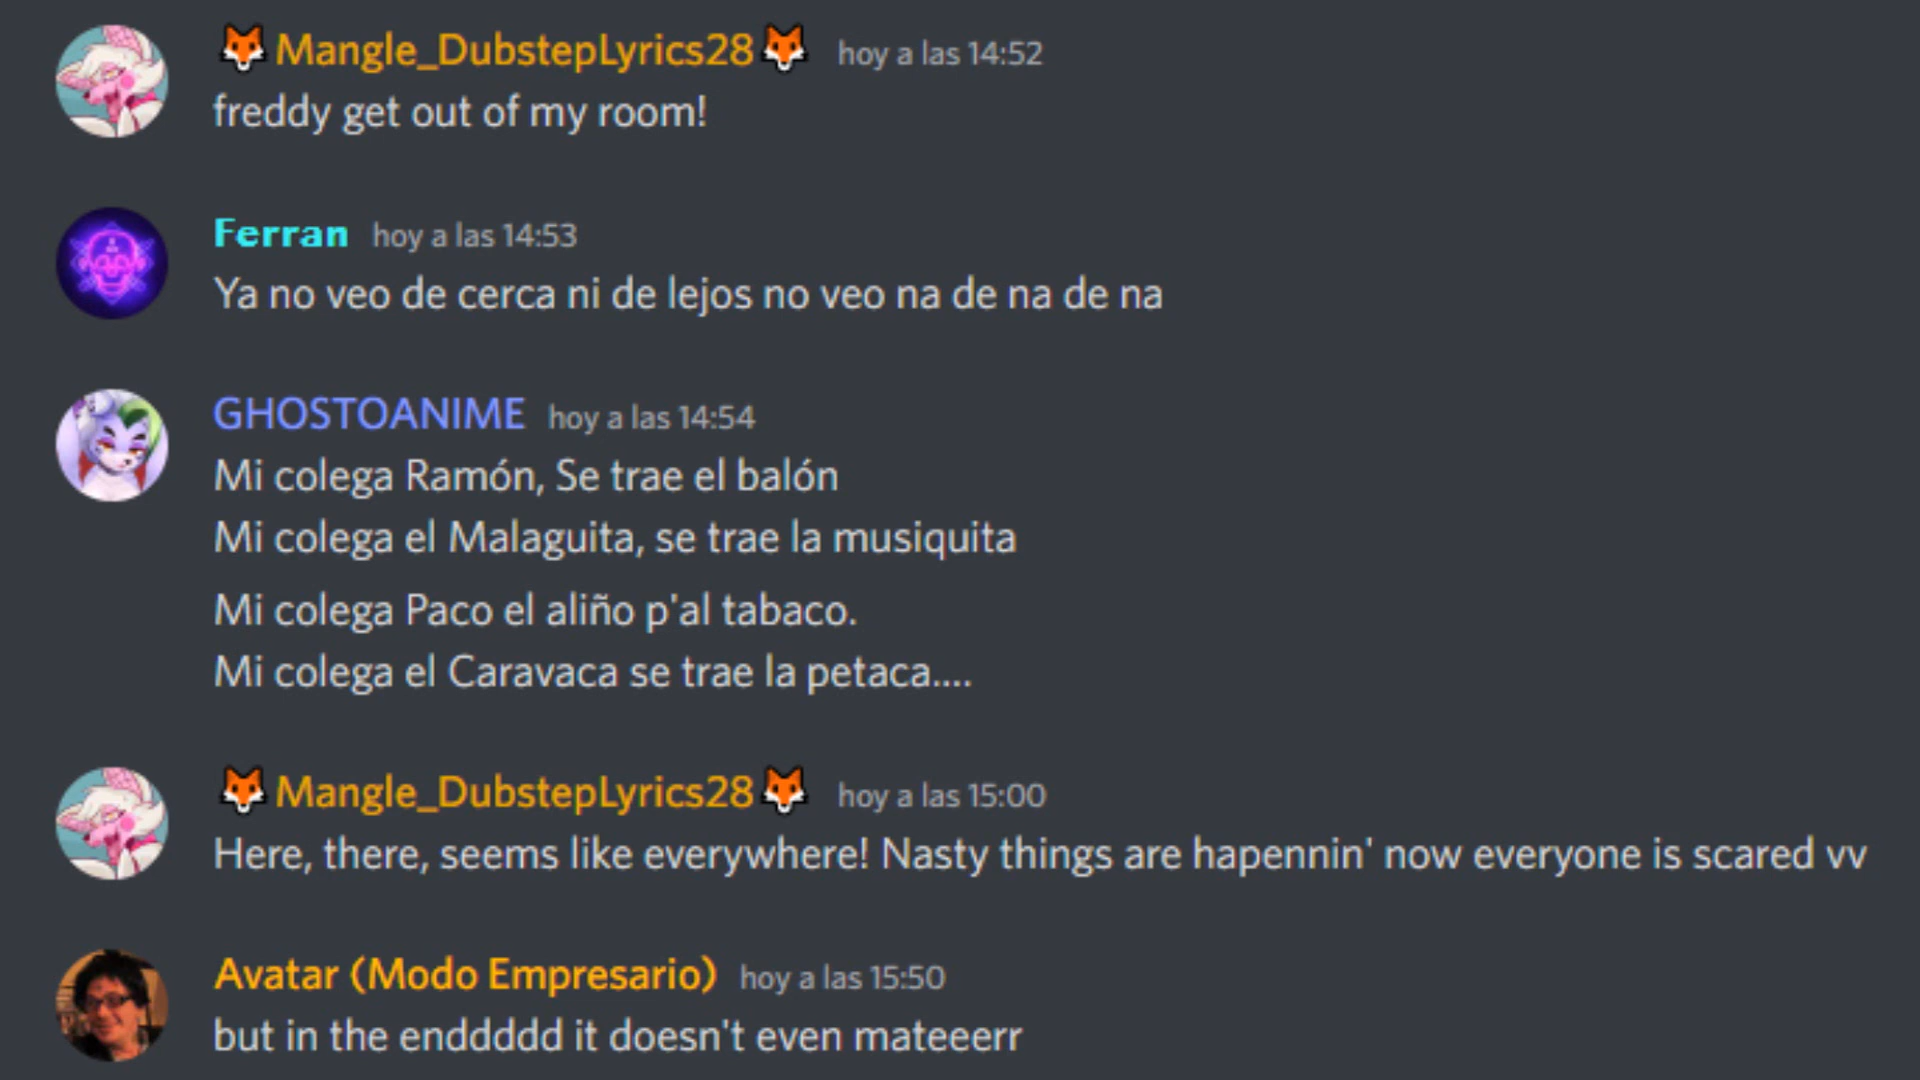 🦊Mangle_DubstepLyrics28🦊 hoy a las 14:52
freddy get out of my room!
Ferran hoy a las 14:53
Ya no veo de cerca ni de lejos no veo na de na de na
GHOSTOANIME hoy a las 14:54
Mi colega Ramón, Se trae el balón
Mi colega el Malaguita, se trae la musiquita
Mi colega Paco el aliño p'al tabaco.
Mi colega el Caravaca se trae la petaca....
🦊Mangle_DubstepLyrics28🦊 hoy a las 15:00
Here, there, seems like everywhere! Nasty things are hapennin' now everyone is scared vv
Avatar (Modo Empresario) hoy a las 15:50
but in the enddddd it doesn't even mateeerr